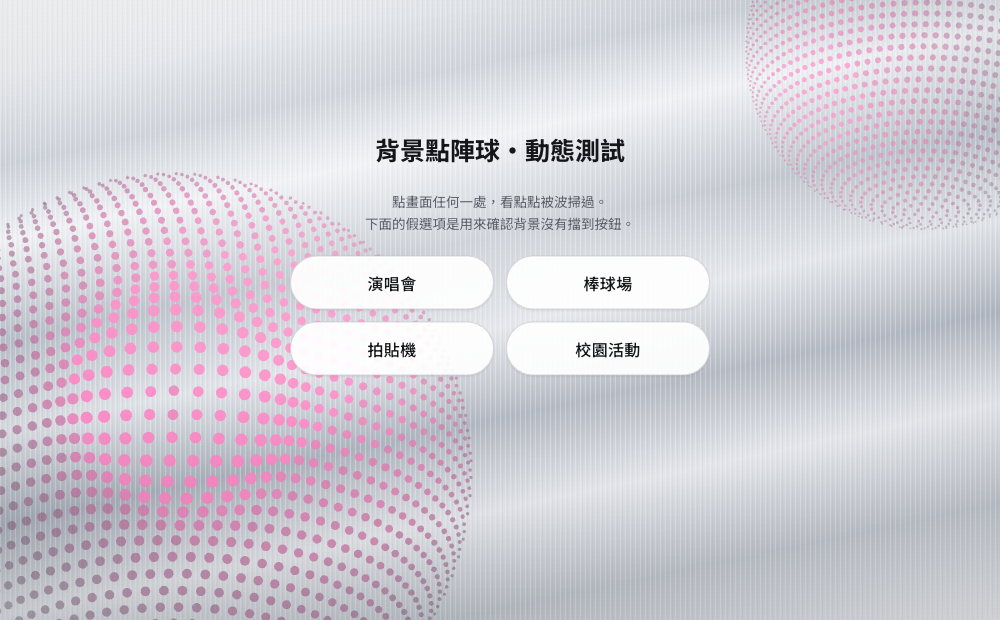 背景點陣球・動態測試
點畫面任何一處，看點點被波掃過。
下面的假選項是用來確認背景沒有擋到按鈕。
演唱會
棒球場
拍貼機
校園活動